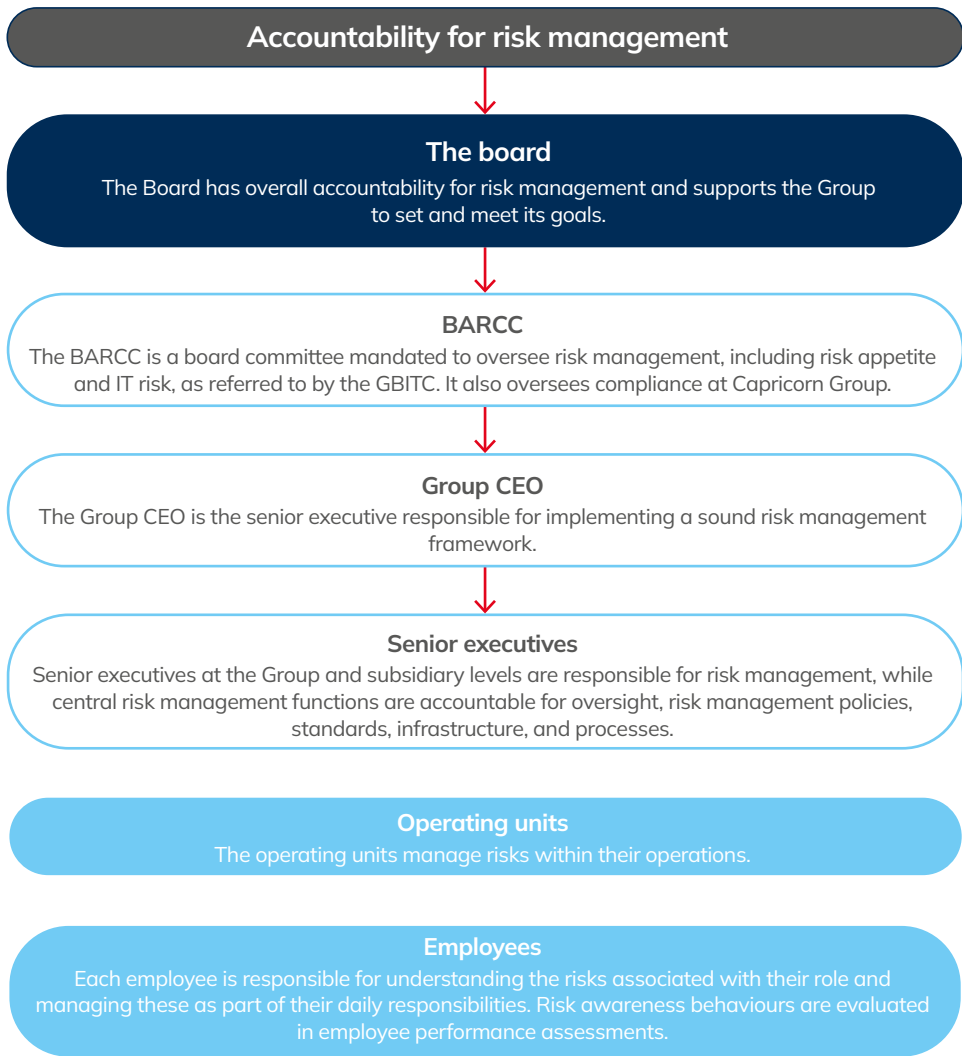 Accountability for risk management
The board
The Board has overall accountability for risk management and supports the Group
to set and meet its goals.
BARCC
The BARCC is a board committee mandated to oversee risk management, including risk appetite
and IT risk, as referred to by the GBITC. It also oversees compliance at Capricorn Group.
Group CEO
The Group CEO is the senior executive responsible for implementing a sound risk management
framework.
Senior executives
Senior executives at the Group and subsidiary levels are responsible for risk management, while
central risk management functions are accountable for oversight, risk management policies,
standards, infrastructure, and processes.
Operating units
The operating units manage risks within their operations.
Employees
Each employee is responsible for understanding the risks associated with their role and
managing these as part of their daily responsibilities. Risk awareness behaviours are evaluated
in employee performance assessments.